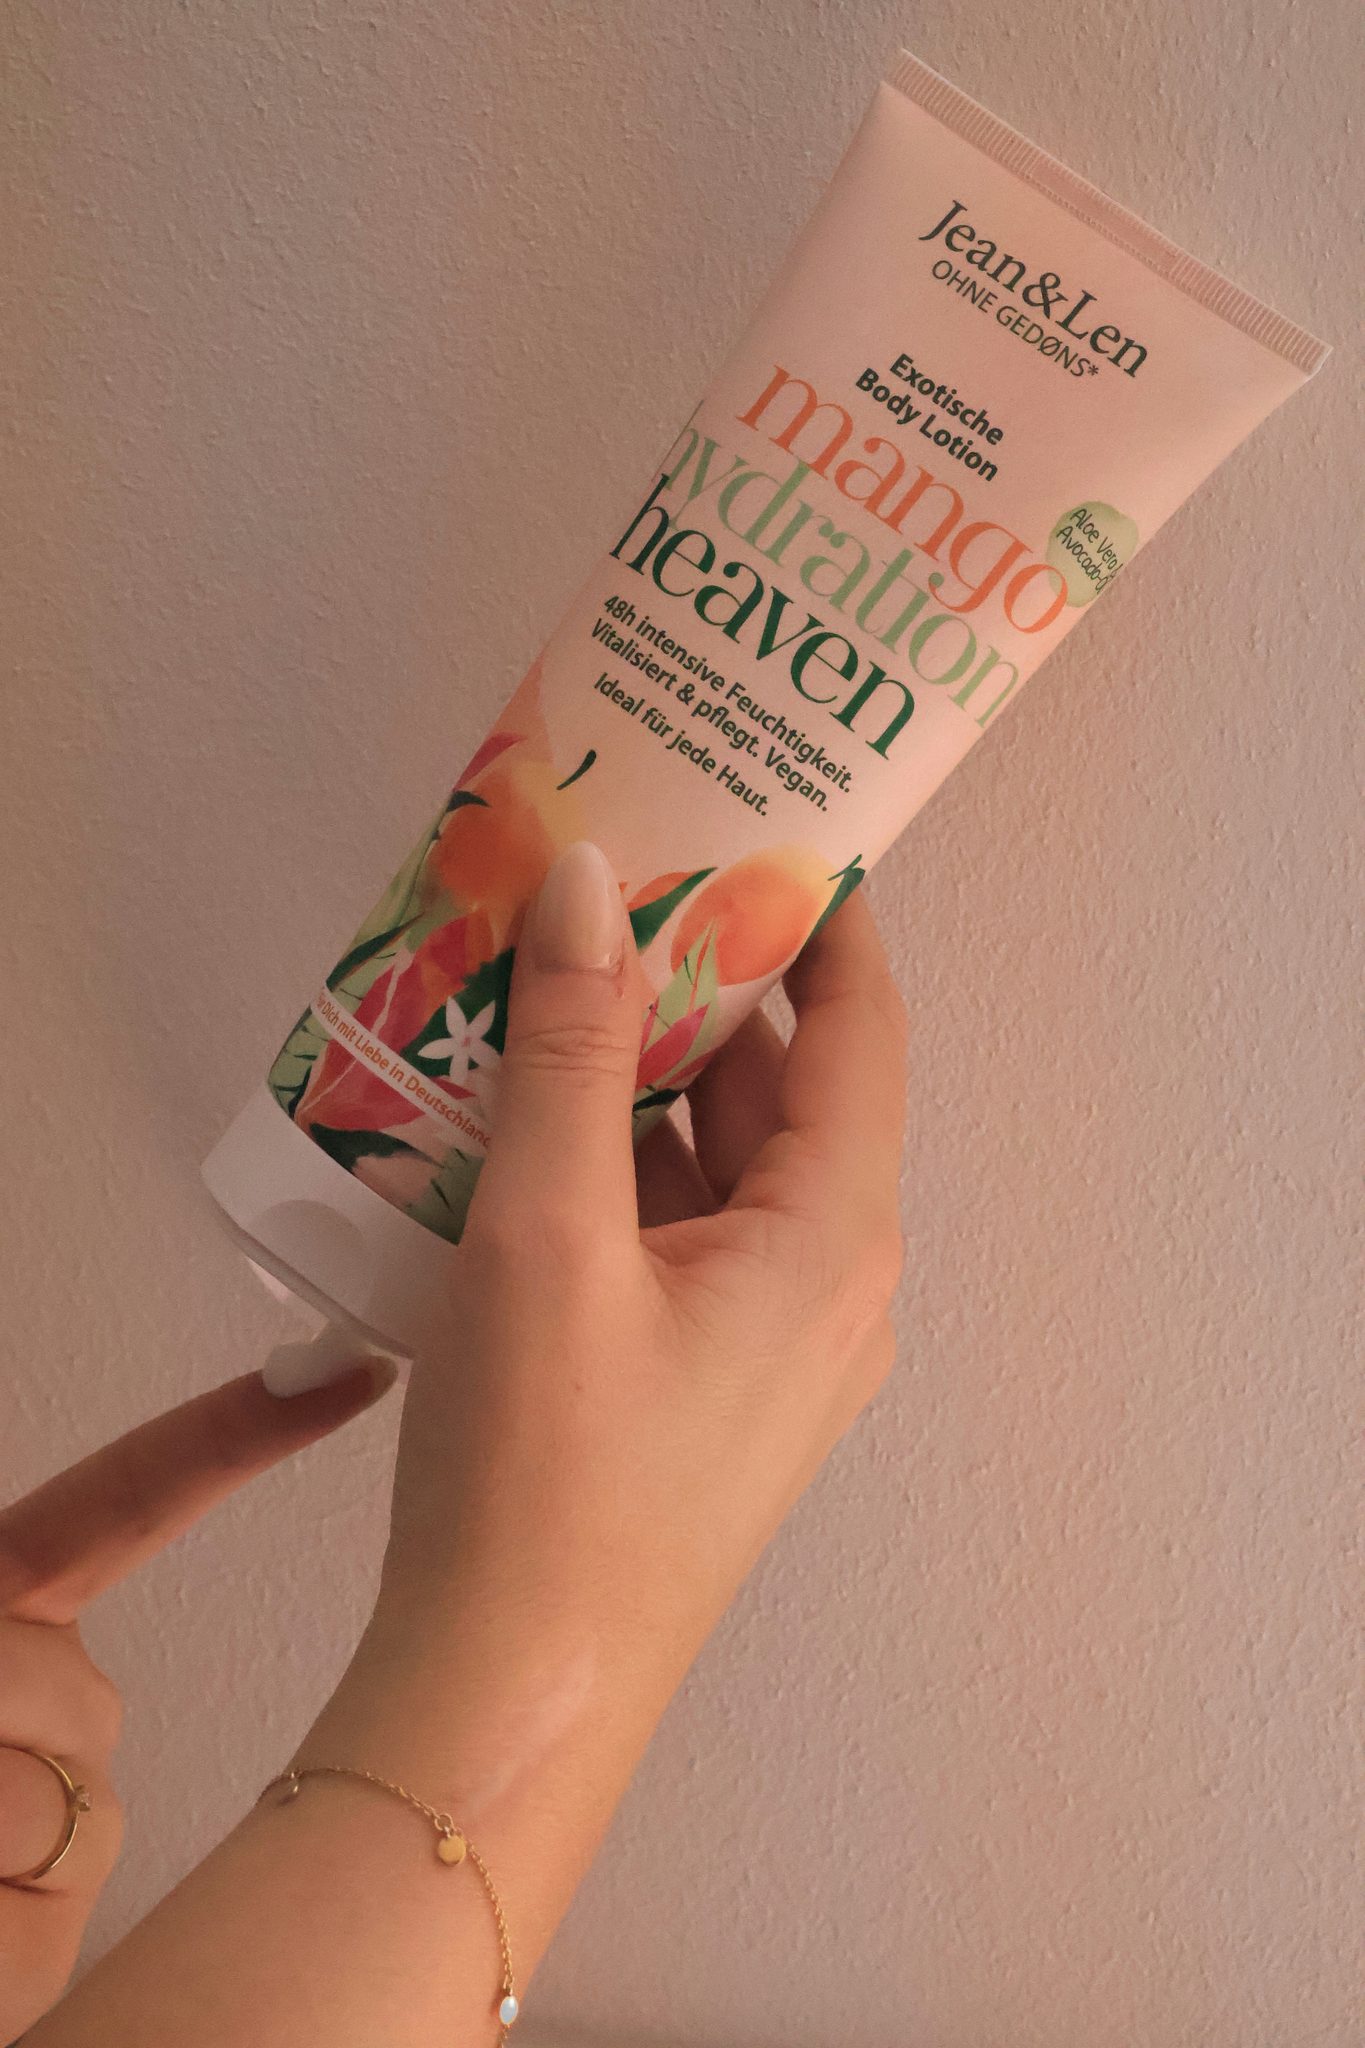 Jean&Len
OHNE GEDØNS*
Exotische
Body Lotion
mango
hydration
heaven
Aloe Vera
48h intensive Feuchtigkeit.
Vitalisiert & pflegt. Vegan.
Ideal für jede Haut.
Dich mit Liebe in Deutschland